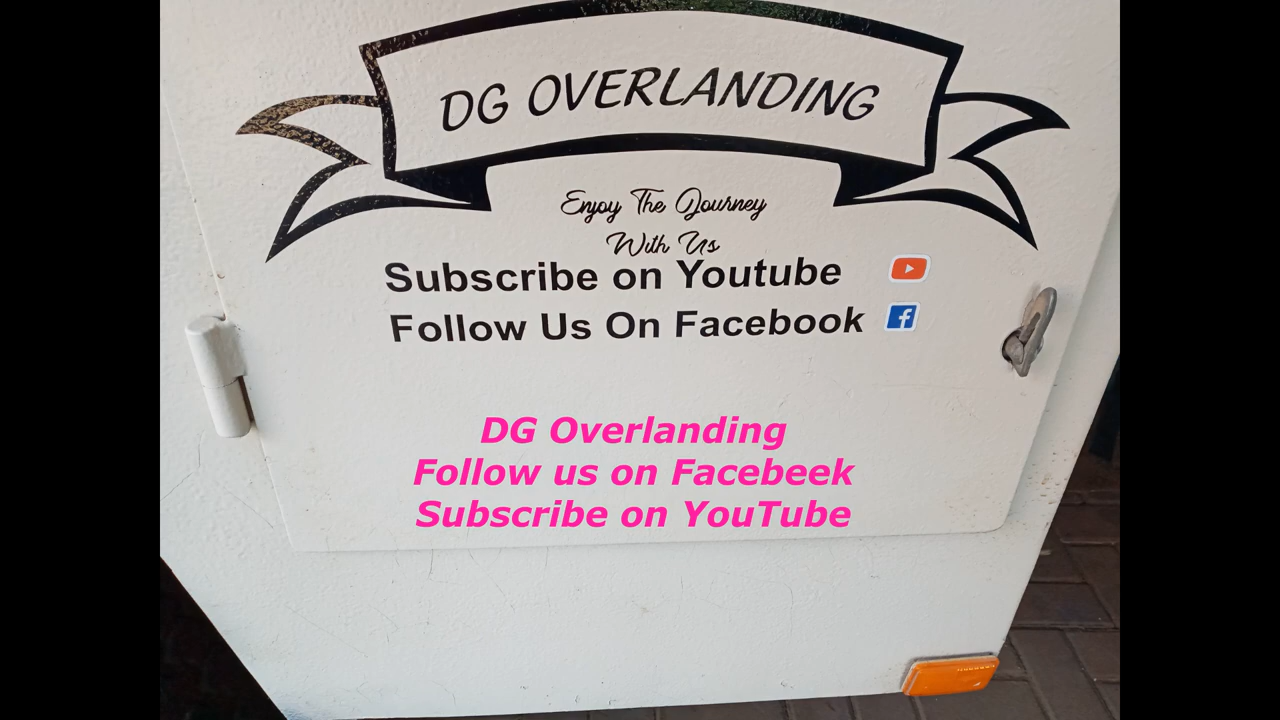 DG OVERLANDING
Enjoy The Journey
With Us
Subscribe on Youtube
Follow Us On Facebook
DG Overlanding
Follow us on Facebeek
Subscribe on YouTube